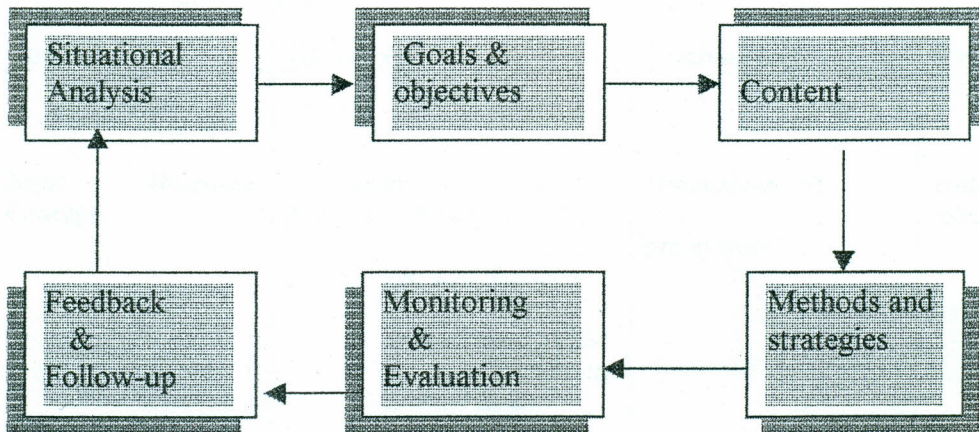 Situational
Analysis
Goals &
objectives
Content
Methods and
strategies
Monitoring
&
Evaluation
Feedback
&
Follow-up